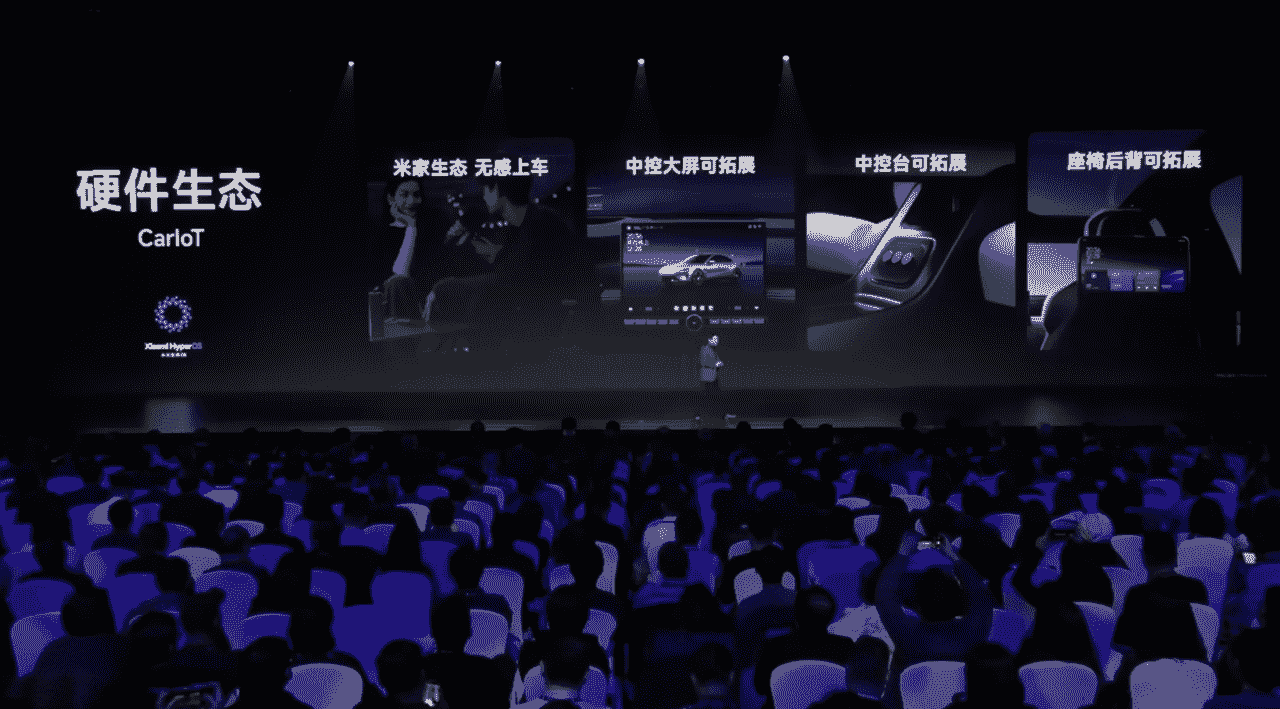 硬件生态
CarIoT
Xiaomi HyperOS
米家生态 无感上车
中控大屏可拓展
中控台可拓展
座椅后背可拓展